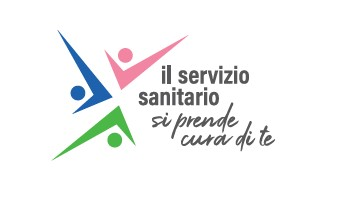 il servizio
sanitario
si prende
cura di te